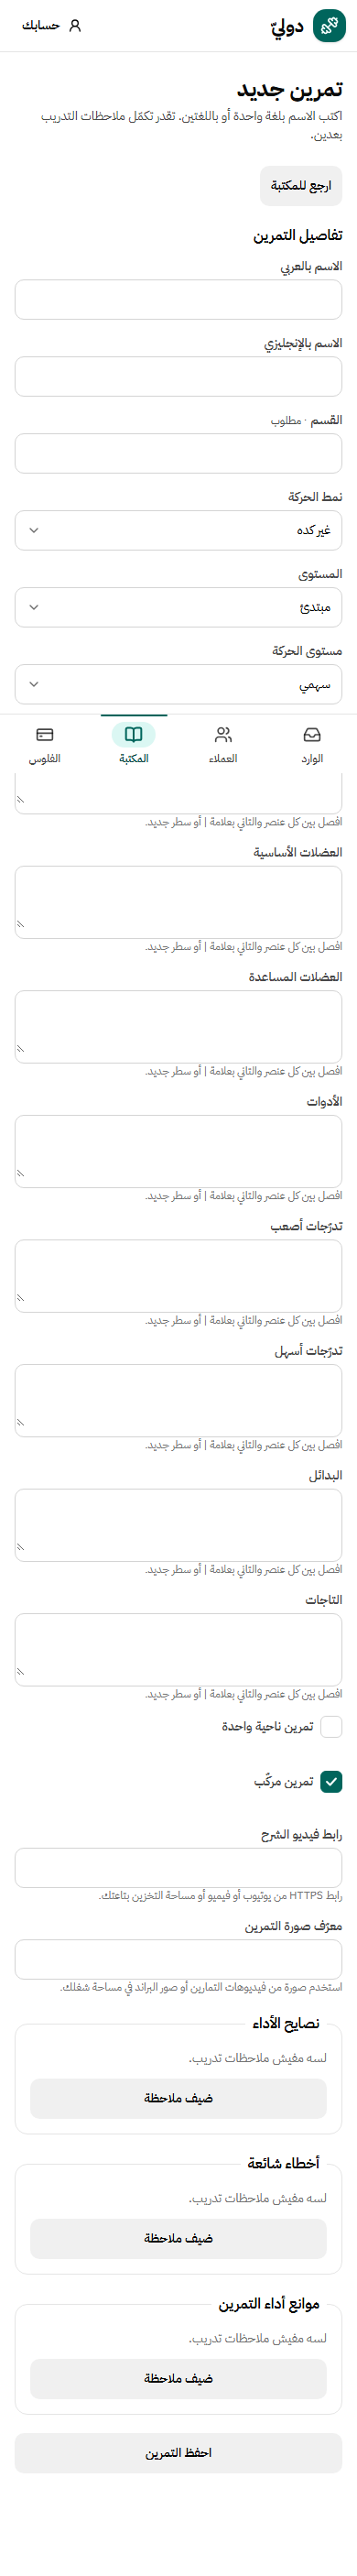 دوليّ
حسابك
تمرين جديد
اكتب الاسم بلغة واحدة أو باللغتين. تقدر تكمّل ملاحظات التدريب
بعدين.
ارجع للمكتبة
تفاصيل التمرين
الاسم بالعربي
الاسم بالإنجليزي
القسم · مطلوب
نمط الحركة
غير كده
المستوى
مبتدئ
مستوى الحركة
سهمي
الوارد
العملاء
المكتبة
الفلوس
افصل بين كل عنصر والتاني بعلامة | أو سطر جديد.
العضلات الأساسية
افصل بين كل عنصر والتاني بعلامة | أو سطر جديد.
العضلات المساعدة
افصل بين كل عنصر والتاني بعلامة | أو سطر جديد.
الأدوات
افصل بين كل عنصر والتاني بعلامة | أو سطر جديد.
تدرّجات أصعب
افصل بين كل عنصر والتاني بعلامة | أو سطر جديد.
تدرّجات أسهل
افصل بين كل عنصر والتاني بعلامة | أو سطر جديد.
البدائل
افصل بين كل عنصر والتاني بعلامة | أو سطر جديد.
التاجات
افصل بين كل عنصر والتاني بعلامة | أو سطر جديد.
تمرين ناحية واحدة
تمرين مركّب
رابط فيديو الشرح
رابط HTTPS من يوتيوب أو فيميو أو مساحة التخزين بتاعتك.
معرّف صورة التمرين
استخدم صورة من فيديوهات التمارين أو صور البراند في مساحة شغلك.
نصايح الأداء
لسه مفيش ملاحظات تدريب.
ضيف ملاحظة
أخطاء شائعة
لسه مفيش ملاحظات تدريب.
ضيف ملاحظة
موانع أداء التمرين
لسه مفيش ملاحظات تدريب.
ضيف ملاحظة
احفظ التمرين